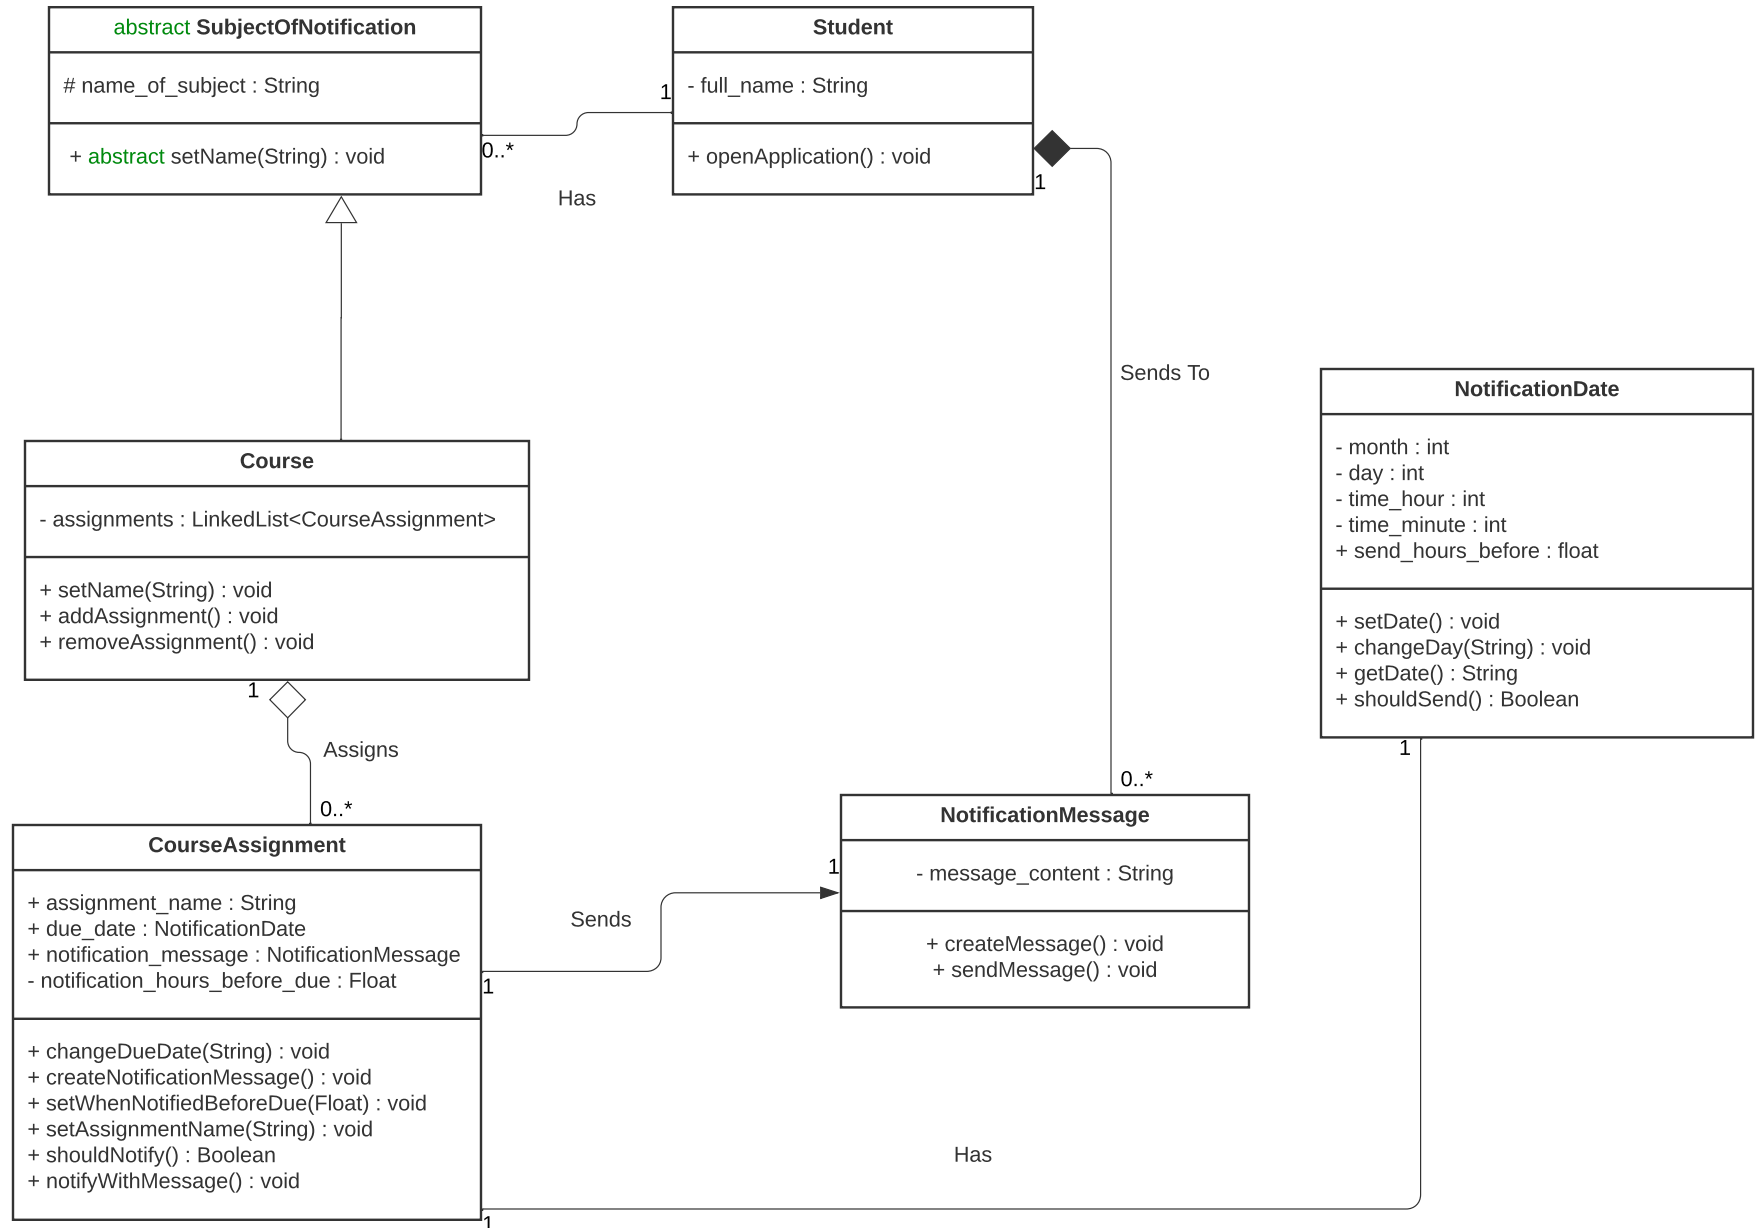 abstract SubjectOfNotification
# name_of_subject : String
+ abstract setName(String) : void
Student
- full_name : String
+ openApplication() : void
1
0..*
Has
1
Sends To
0..*
Course
- assignments : LinkedList<CourseAssignment>
+ setName(String) : void
+ addAssignment() : void
+ removeAssignment() : void
1
Assigns
0..*
NotificationDate
- month : int
- day : int
- time_hour : int
- time_minute : int
+ send_hours_before : float
+ setDate() : void
+ changeDay(String) : void
+ getDate() : String
+ shouldSend() : Boolean
1
CourseAssignment
+ assignment_name : String
+ due_date : NotificationDate
+ notification_message : NotificationMessage
- notification_hours_before_due : Float
+ changeDueDate(String) : void
+ createNotificationMessage() : void
+ setWhenNotifiedBeforeDue(Float) : void
+ setAssignmentName(String) : void
+ shouldNotify() : Boolean
+ notifyWithMessage() : void
1
Sends
1
NotificationMessage
- message_content : String
+ createMessage() : void
+ sendMessage() : void
Has
1